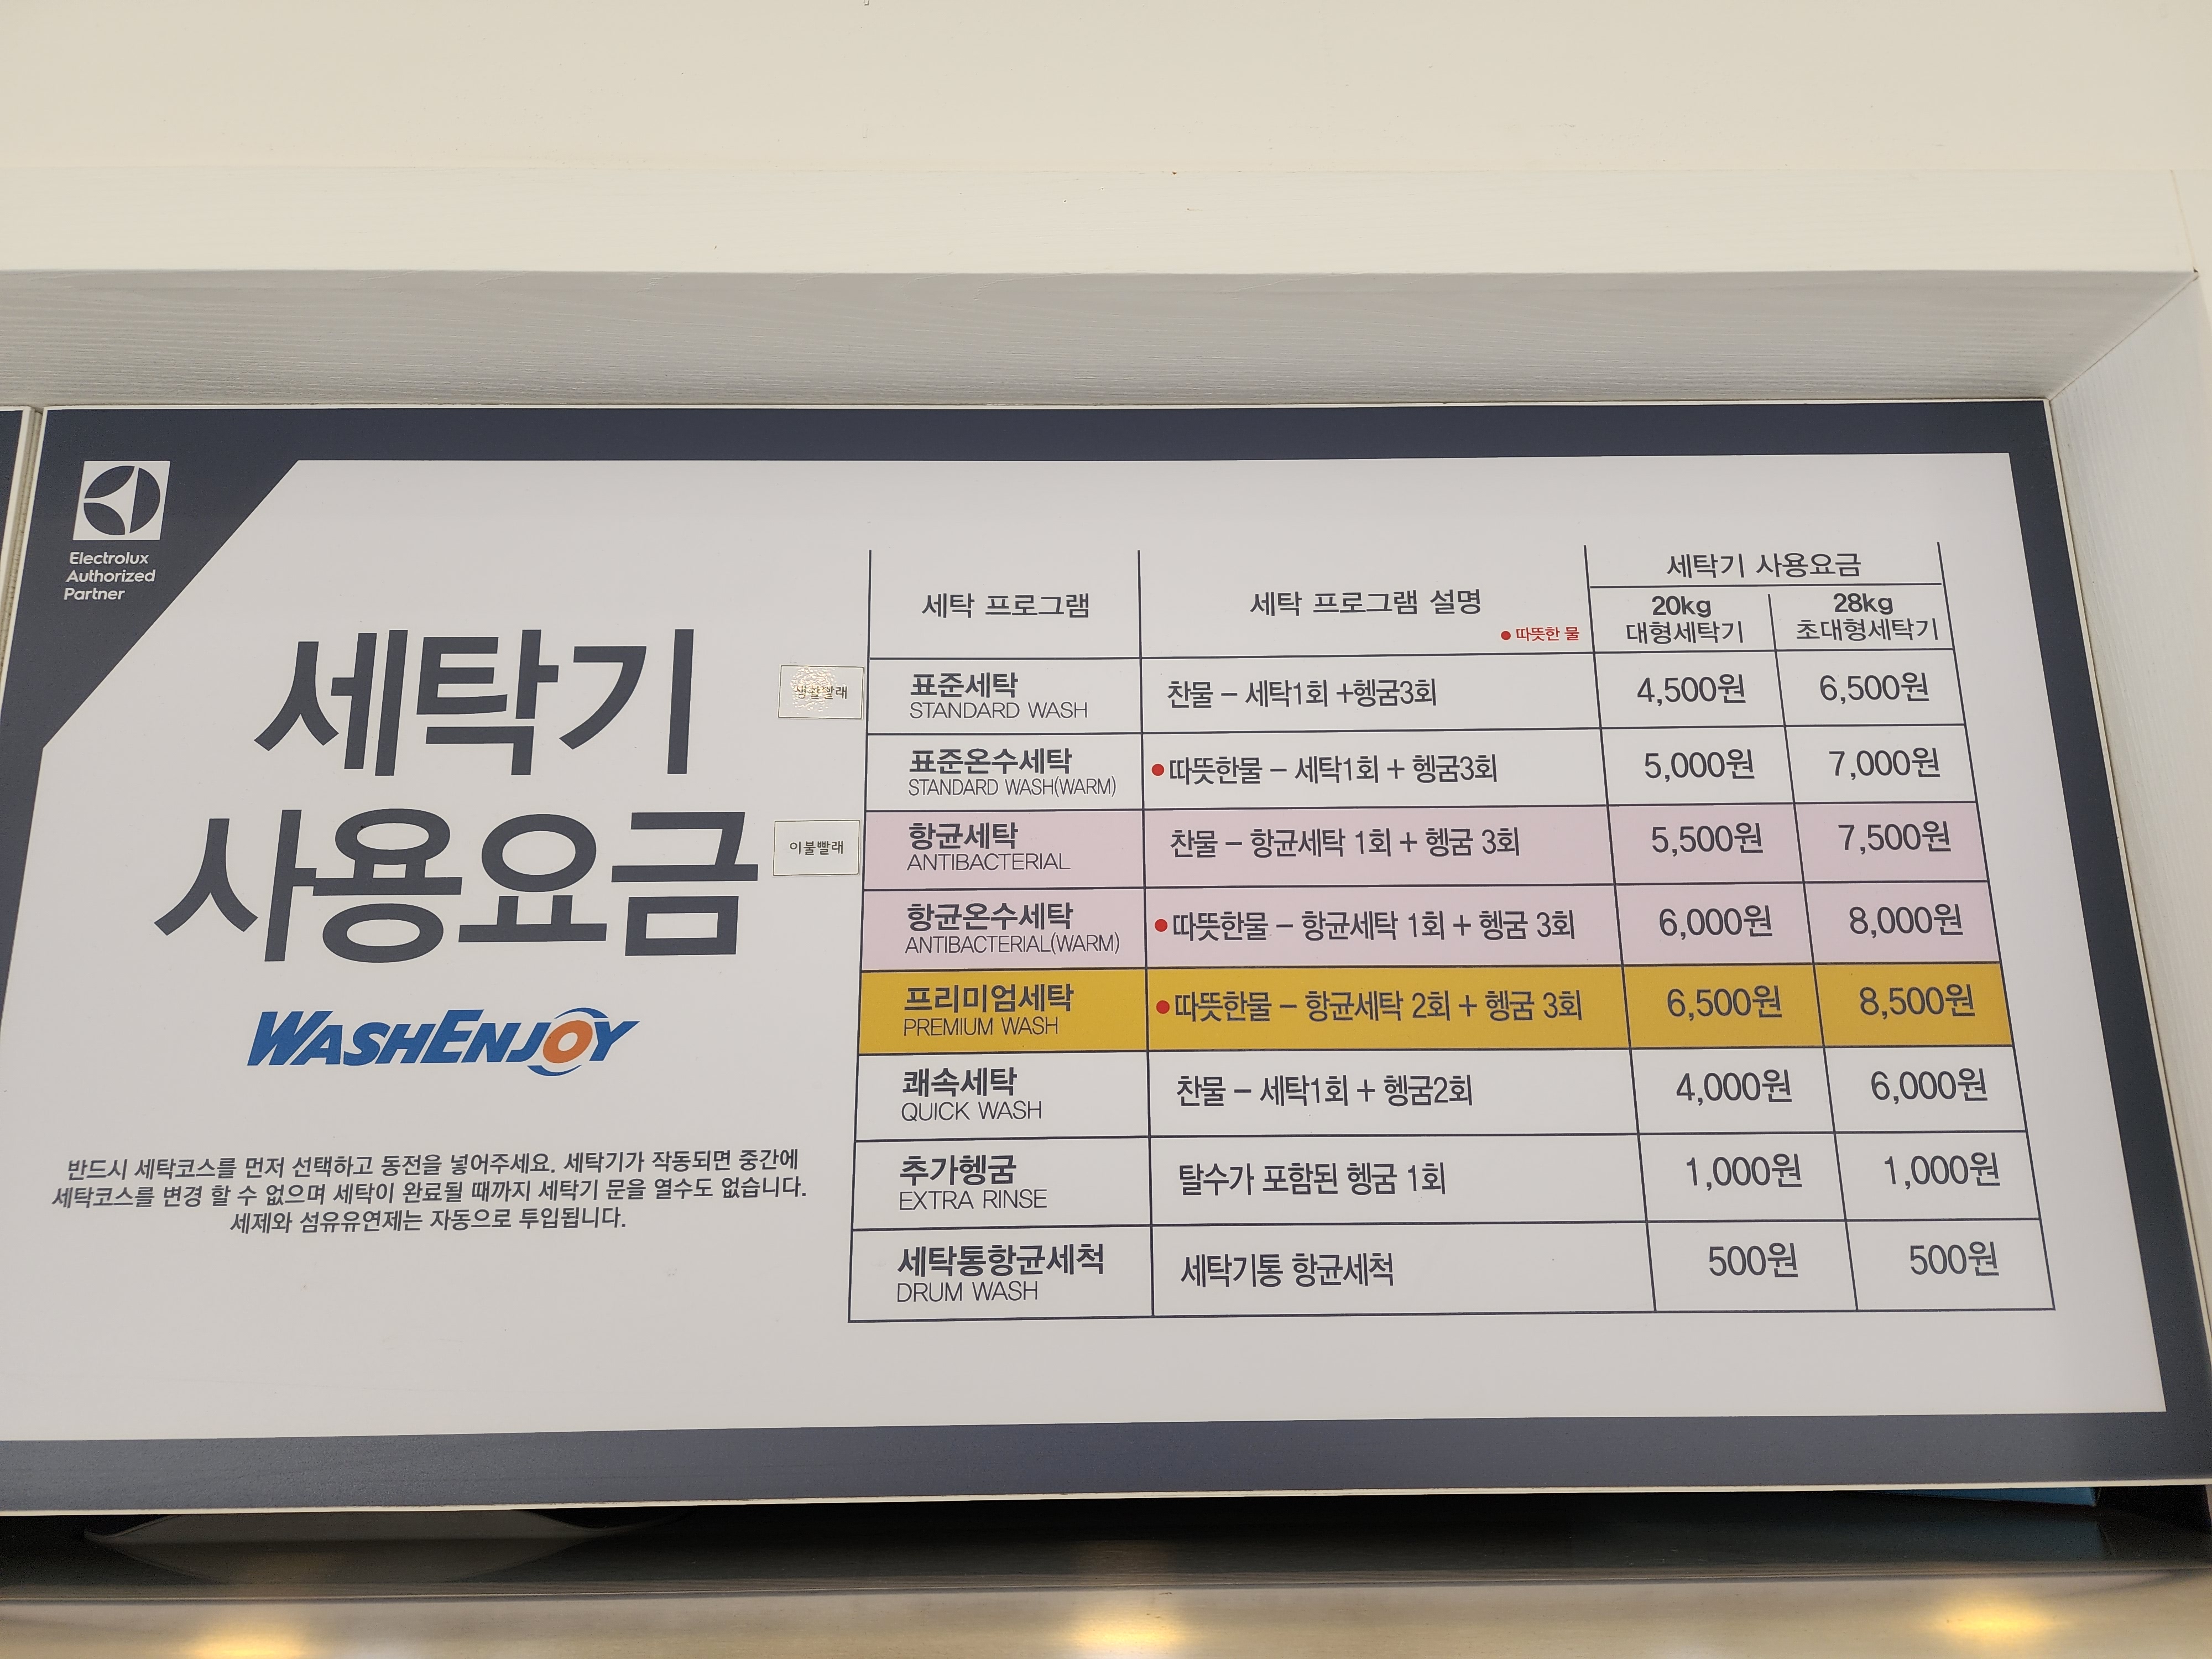 Electrolux
Authorized
Partner
세탁기
사용요금
WASHENJOY
반드시 세탁코스를 먼저 선택하고 동전을 넣어주세요. 세탁기가 작동되면 중간에
세탁코스를 변경 할 수 없으며 세탁이 완료될 때까지 세탁기 문을 열수도 없습니다.
세제와 섬유유연제는 자동으로 투입됩니다.
생활빨래
이불빨래
세탁 프로그램
세탁 프로그램 설명
● 따뜻한 물
세탁기 사용요금
20kg
대형세탁기
28kg
초대형세탁기
표준세탁
STANDARD WASH
찬물 – 세탁1회 +헹굼3회
4,500원
6,500원
표준온수세탁
STANDARD WASH(WARM)
●따뜻한물 – 세탁1회 + 헹굼3회
5,000원
7,000원
항균세탁
ANTIBACTERIAL
찬물 – 항균세탁 1회 + 헹굼 3회
5,500원
7,500원
항균온수세탁
ANTIBACTERIAL(WARM)
●따뜻한물 – 항균세탁 1회 + 헹굼 3회
6,000원
8,000원
프리미엄세탁
PREMIUM WASH
●따뜻한물 – 항균세탁 2회 + 헹굼 3회
6,500원
8,500원
쾌속세탁
QUICK WASH
찬물 – 세탁1회 + 헹굼2회
4,000원
6,000원
추가헹굼
EXTRA RINSE
탈수가 포함된 헹굼 1회
1,000원
1,000원
세탁통항균세척
DRUM WASH
세탁기통 항균세척
500원
500원